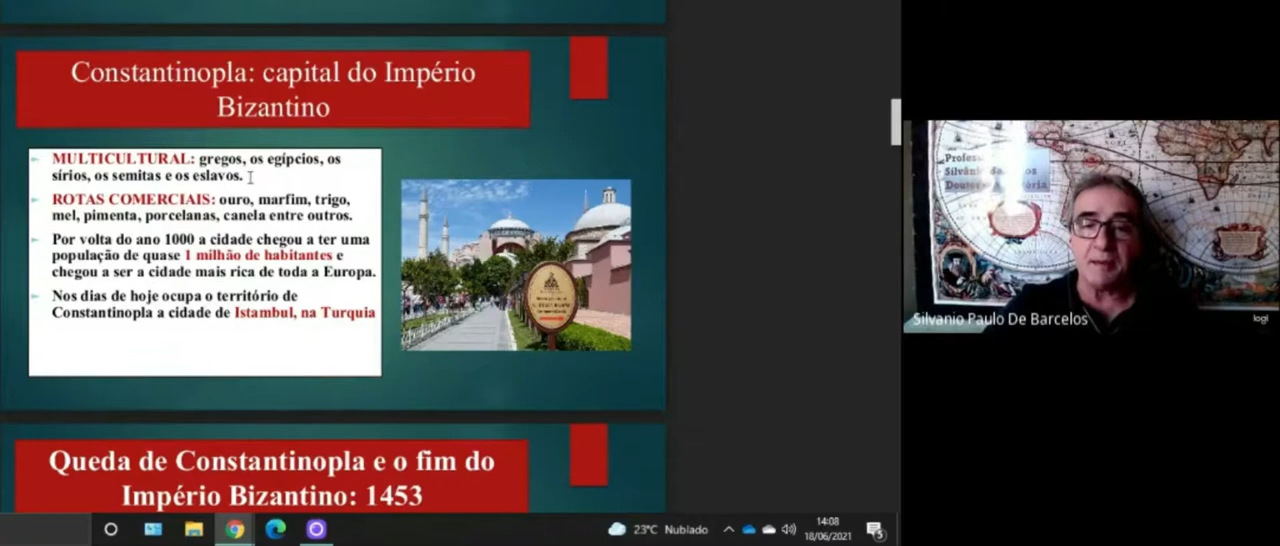 Constantinopla: capital do Império
Bizantino
MULTICULTURAL: gregos, os egípcios, os
sírios, os semitas e os eslavos.
ROTAS COMERCIAIS: ouro, marfim, trigo,
mel, pimenta, porcelanas, canela entre outros.
Por volta do ano 1000 a cidade chegou a ter uma
população de quase 1 milhão de habitantes e
chegou a ser a cidade mais rica de toda a Europa.
Nos dias de hoje ocupa o território de
Constantinopla a cidade de Istambul, na Turquia
Queda de Constantinopla e o fim do
Império Bizantino: 1453
Silvanio Paulo De Barcelos
logi
23°C Nublado
14:08
18/06/2021
5